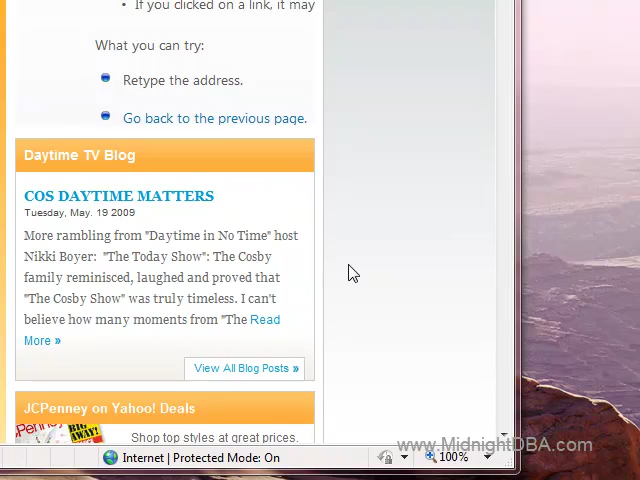 • If you clicked on a link, it may
What you can try:
Retype the address.
Go back to the previous page.
Daytime TV Blog
COS DAYTIME MATTERS
Tuesday, May. 19 2009
More rambling from "Daytime in No Time" host
Nikki Boyer: "The Today Show": The Cosby
family reminisced, laughed and proved that
"The Cosby Show" was truly timeless. I can't
believe how many moments from "The Read
More »
View All Blog Posts »
JCPenney on Yahoo! Deals
BIG
AWAY!
Shop top styles at great prices.
www.MidnightDBA.com
Internet | Protected Mode: On
100%